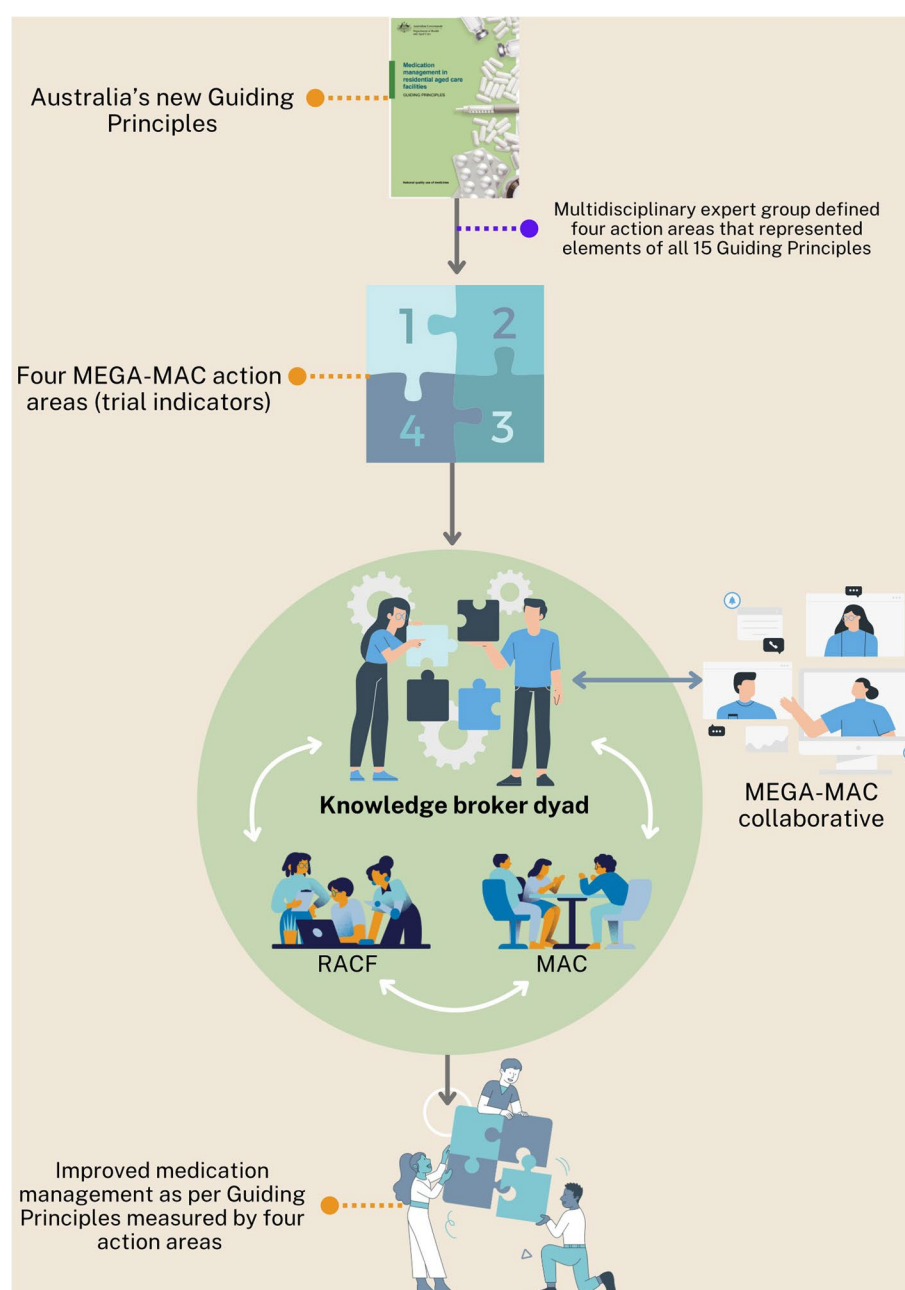 Australian Government
Medication
management in
residential aged care
facilities
GUIDING PRINCIPLES
National quality use of medicines
Australia's new Guiding
Principles
Multidisciplinary expert group defined
four action areas that represented
elements of all 15 Guiding Principles
1
2
4
3
Four MEGA-MAC action
areas (trial indicators)
Knowledge broker dyad
MEGA-MAC
collaborative
RACF
MAC
Improved medication
management as per Guiding
Principles measured by four
action areas